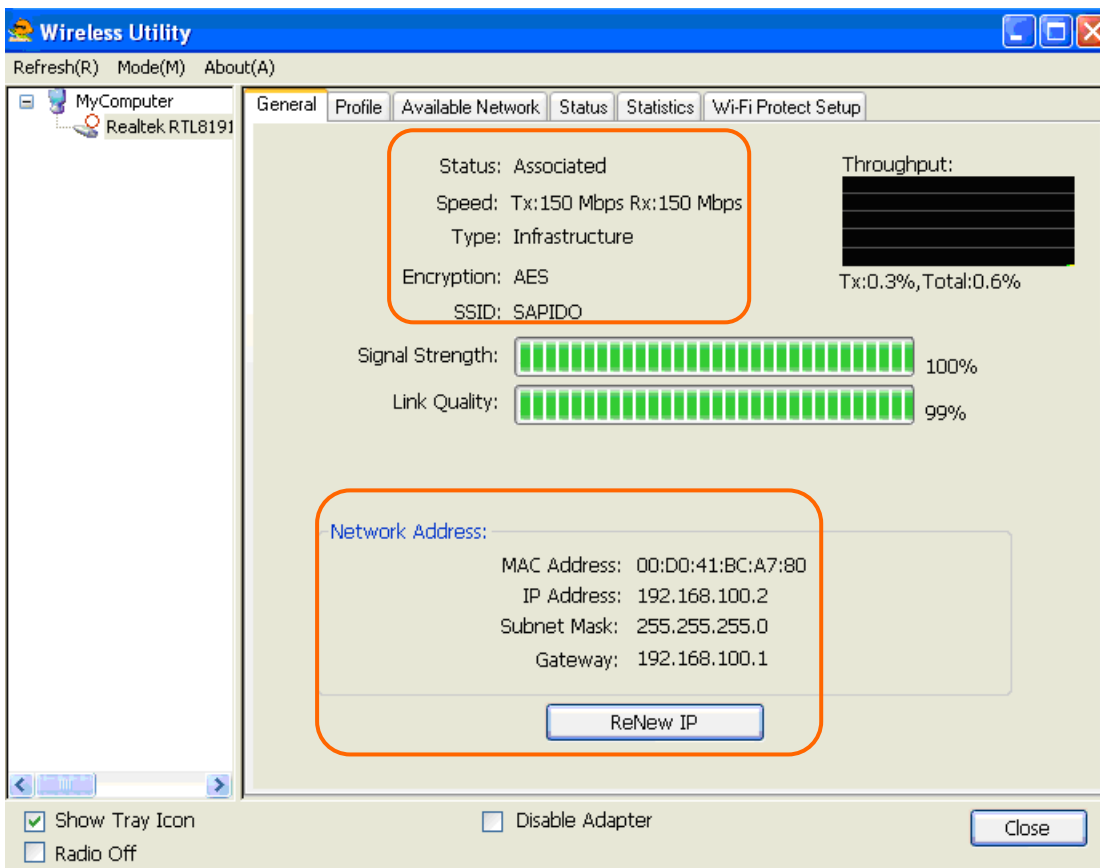 Wireless Utility
Refresh(R) Mode(M) About(A)
MyComputer
Realtek RTL8191
General Profile Available Network Status Statistics Wi-Fi Protect Setup
Status: Associated
Speed: Tx:150 Mbps Rx:150 Mbps
Type: Infrastructure
Encryption: AES
SSID: SAPIDO
Throughput:
Tx:0.3%,Total:0.6%
Signal Strength: 100%
Link Quality: 99%
Network Address:
MAC Address: 00:D0:41:BC:A7:80
IP Address: 192.168.100.2
Subnet Mask: 255.255.255.0
Gateway: 192.168.100.1
ReNew IP
Show Tray Icon
Radio Off
Disable Adapter
Close